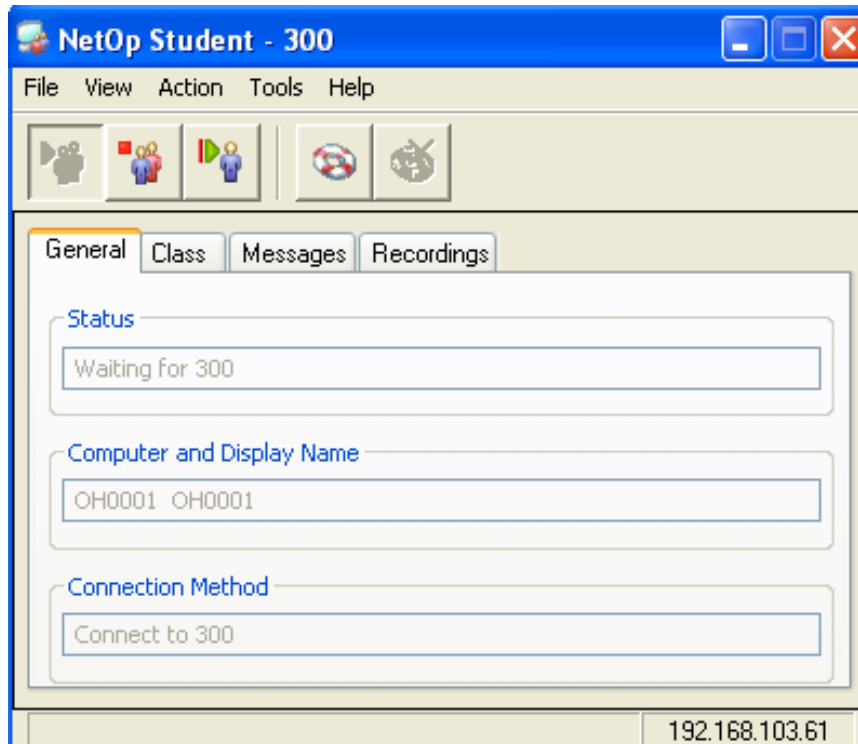 NetOp Student - 300
File View Action Tools Help
General Class Messages Recordings
Status
Waiting for 300
Computer and Display Name
OH0001 OH0001
Connection Method
Connect to 300
192.168.103.61